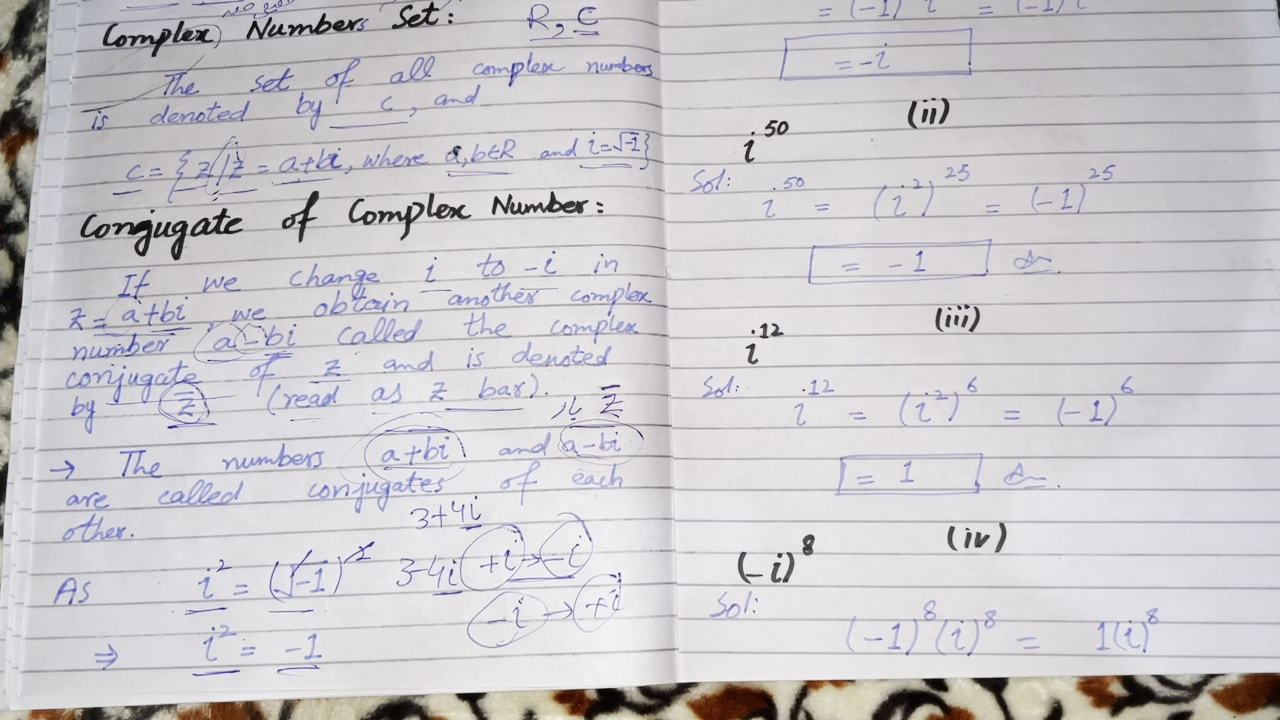 Complex Numbers Set: R, C
The set of all complex numbers
is denoted by C, and
C = {z | z = a+bi, where a, b∈R and i=√-1}
Conjugate of Complex Number:
If we change i to -i in
z = a+bi, we obtain another complex
number a-bi called the complex
conjugate of z and is denoted
by z̅ (read as z bar).
z̅
→ The numbers a+bi and a-bi
are called conjugates of each
other.
3+4i
3-4i +i → -i
-i → +i
As i² = (√-1)²
⇒ i² = -1
= -i
(ii)
i⁵⁰
Sol: i⁵⁰ = (i²)²⁵ = (-1)²⁵
= -1
(iii)
i¹²
Sol: i¹² = (i²)⁶ = (-1)⁶
= 1
(iv)
(-i)⁸
Sol:
(-1)⁸(i)⁸ = 1(i)⁸